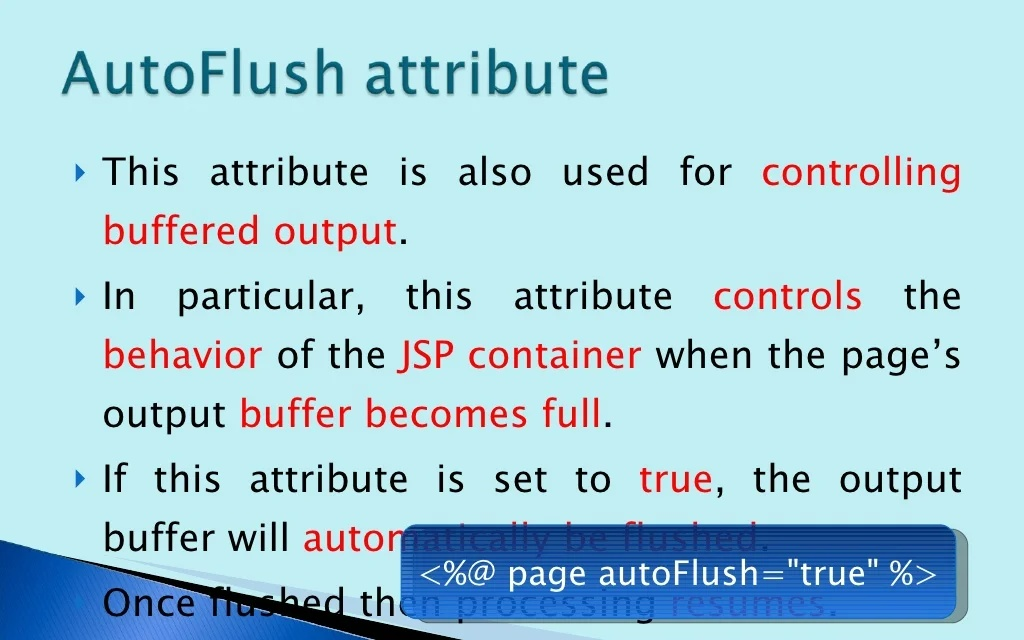 AutoFlush attribute
This attribute is also used for controlling
buffered output.
In particular, this attribute controls the
behavior of the JSP container when the page’s
output buffer becomes full.
If this attribute is set to true, the output
buffer will automatically be flushed.
<%@ page autoFlush="true" %>
Once flushed then processing resumes.